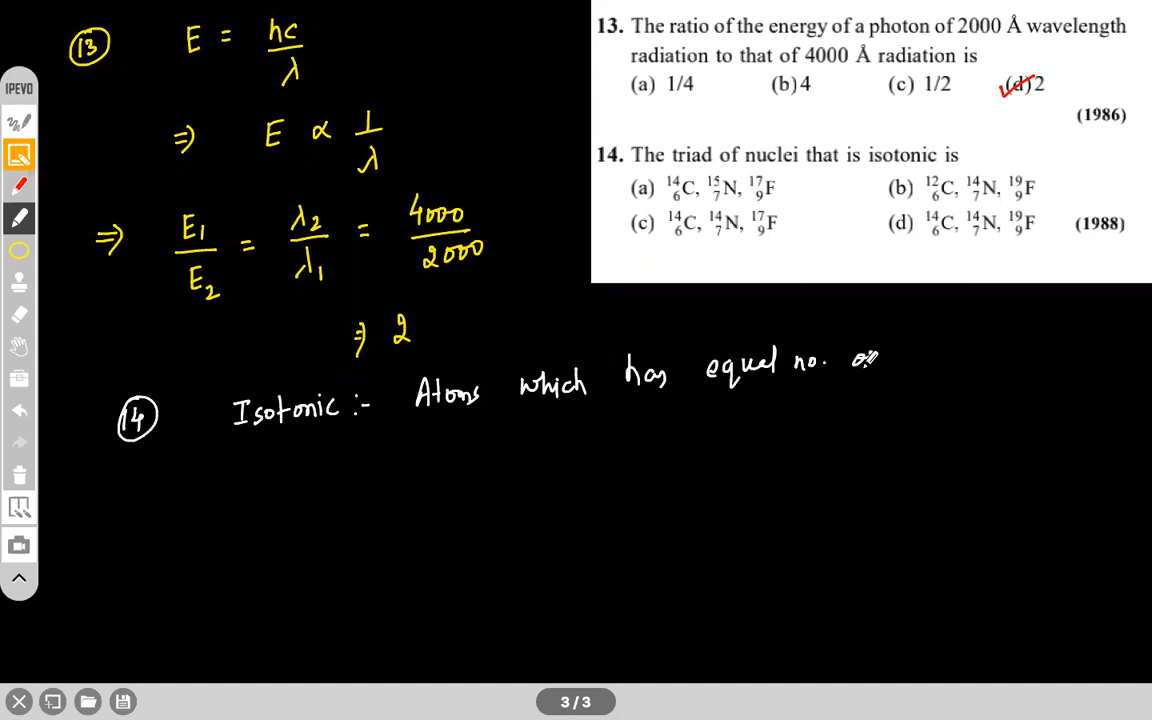 IPEVO
(13) E = hc/λ
⇒ E ∝ 1/λ
⇒ E₁/E₂ = λ₂/λ₁ = 4000/2000
⇒ 2
(14) Isotonic :- Atoms which has equal no.
13. The ratio of the energy of a photon of 2000 Å wavelength
radiation to that of 4000 Å radiation is
(a) 1/4 (b) 4 (c) 1/2 (d) 2
(1986)
14. The triad of nuclei that is isotonic is
(a) ¹⁴₆C, ¹⁵₇N, ¹⁷₉F (b) ¹²₆C, ¹⁴₇N, ¹⁹₉F
(c) ¹⁴₆C, ¹⁴₇N, ¹⁷₉F (d) ¹⁴₆C, ¹⁴₇N, ¹⁹₉F (1988)
3/3